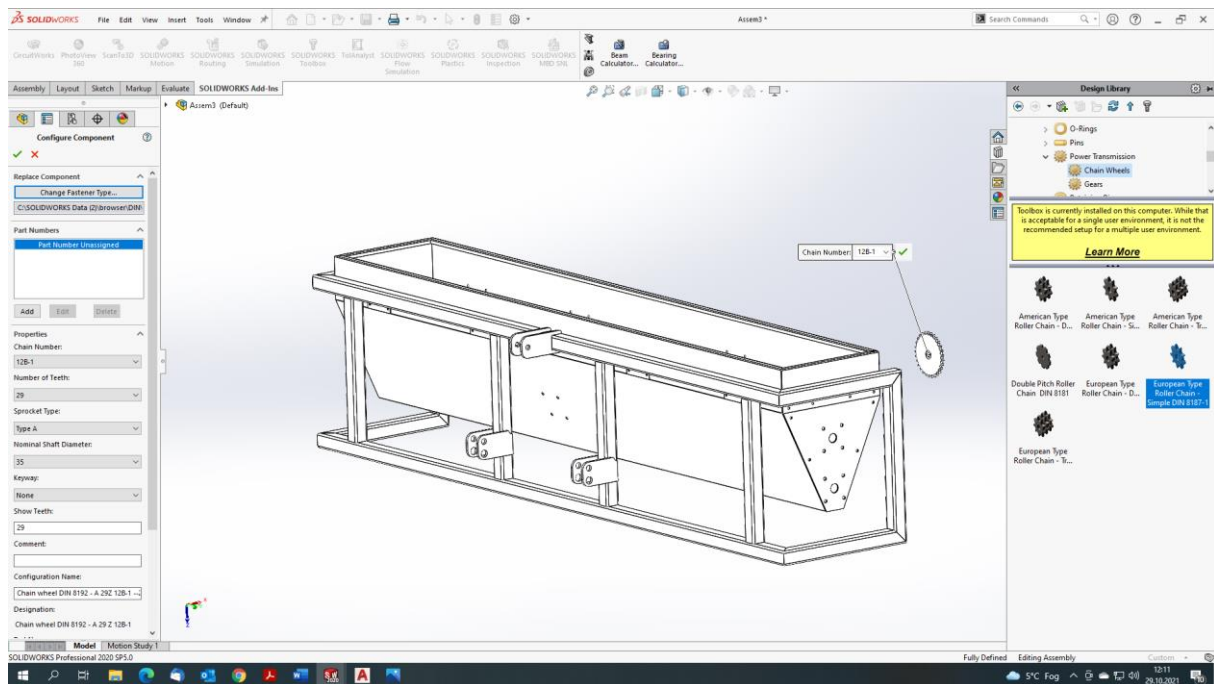 SOLIDWORKS File Edit View Insert Tools Window
Assem3 *
Search Commands
CircuitWorks PhotoView 360 ScanTo3D SOLIDWORKS Motion SOLIDWORKS Routing SOLIDWORKS Simulation SOLIDWORKS Toolbox TolAnalyst SOLIDWORKS Flow Simulation SOLIDWORKS Plastics SOLIDWORKS Inspection SOLIDWORKS MBD SNL Beam Calculator... Bearing Calculator...
Assembly Layout Sketch Markup Evaluate SOLIDWORKS Add-Ins
Assem3 (Default)
Configure Component
Replace Component
Change Fastener Type...
C:\SOLIDWORKS Data (2)\browser\DIN\
Part Numbers
Part Number Unassigned
Add Edit Delete
Properties
Chain Number:
12B-1
Number of Teeth:
29
Sprocket Type:
Type A
Nominal Shaft Diameter:
35
Keyway:
None
Show Teeth:
29
Comment:
Configuration Name:
Chain wheel DIN 8192 - A 29Z 12B-1 --
Designation:
Chain wheel DIN 8192 - A 29 Z 12B-1
Chain Number: 12B-1
Design Library
O-Rings
Pins
Power Transmission
Chain Wheels
Gears
Toolbox is currently installed on this computer. While that
is acceptable for a single user environment, it is not the
recommended setup for a multiple user environment.
Learn More
American Type Roller Chain - D...
American Type Roller Chain - Si...
American Type Roller Chain - Tr...
Double Pitch Roller Chain DIN 8181
European Type Roller Chain - D...
European Type Roller Chain - Simple DIN 8187-1
European Type Roller Chain - Tr...
Model Motion Study 1
SOLIDWORKS Professional 2020 SP5.0
Fully Defined Editing Assembly Custom
5°C Fog
12:11
29.10.2021